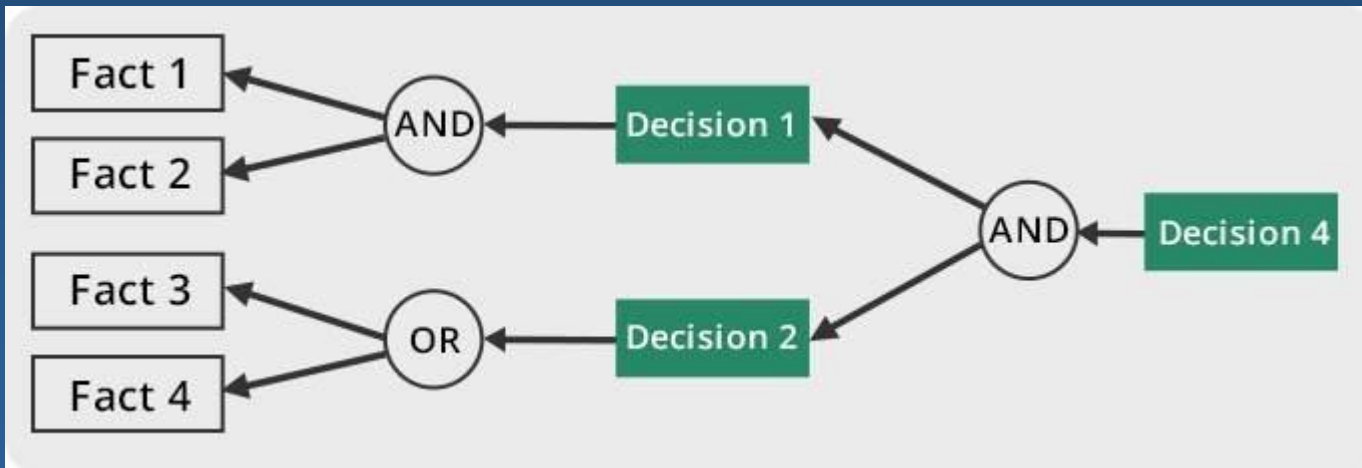 Fact 1
Fact 2
AND
Decision 1
Fact 3
Fact 4
OR
Decision 2
AND
Decision 4